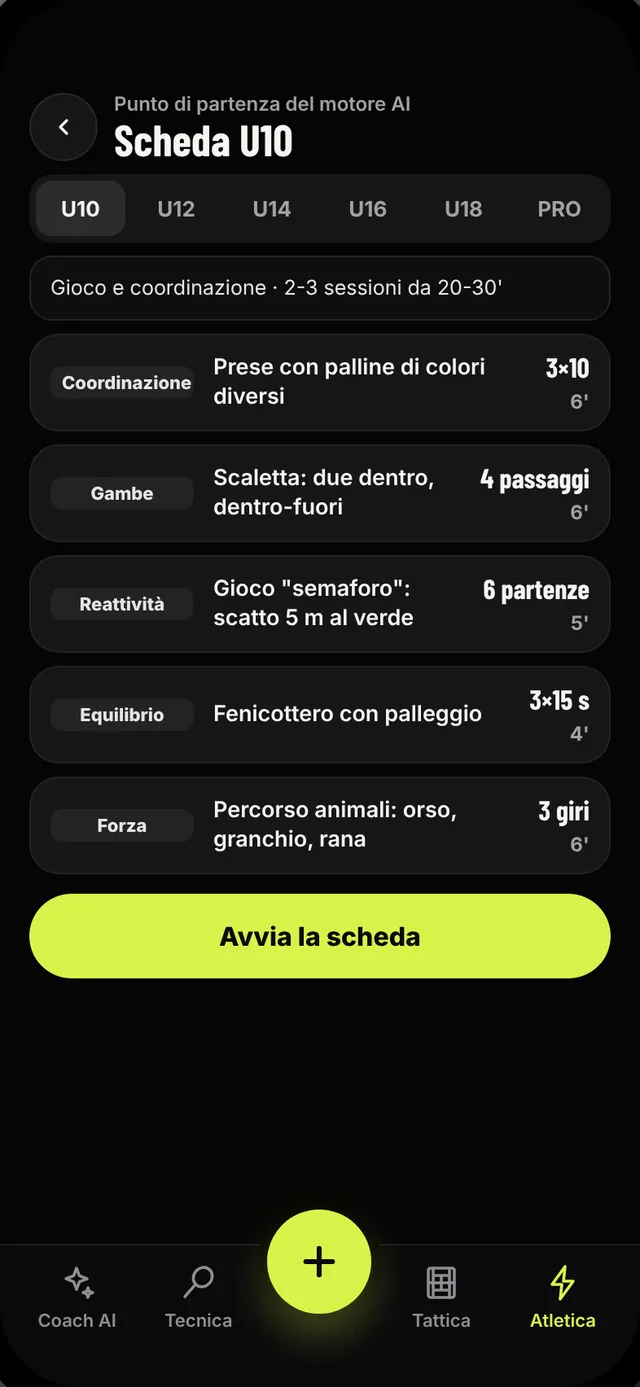 Punto di partenza del motore AI
Scheda U10
U10 U12 U14 U16 U18 PRO
Gioco e coordinazione · 2-3 sessioni da 20-30'
Coordinazione
Prese con palline di colori
diversi
3×10
6'
Gambe
Scaletta: due dentro,
dentro-fuori
4 passaggi
6'
Reattività
Gioco "semaforo":
scatto 5 m al verde
6 partenze
5'
Equilibrio
Fenicottero con palleggio
3×15 s
4'
Forza
Percorso animali: orso,
granchio, rana
3 giri
6'
Avvia la scheda
Coach AI
Tecnica
Tattica
Atletica